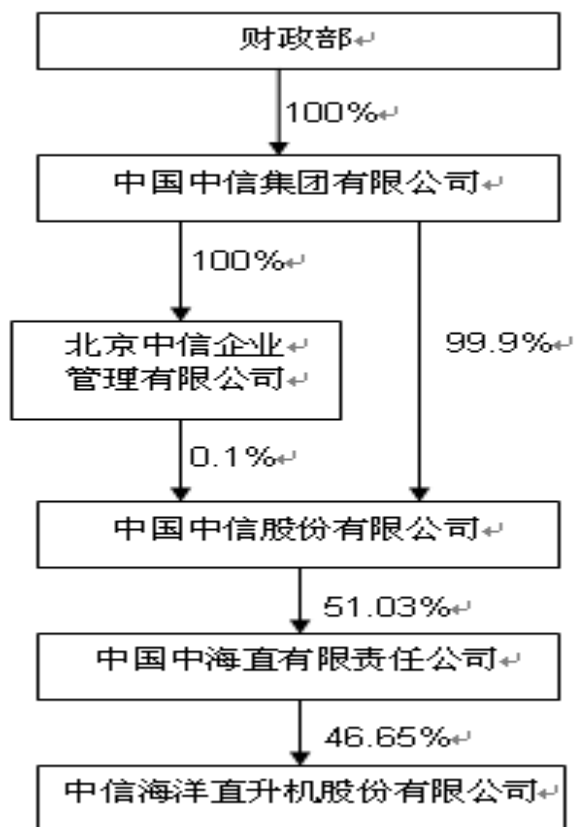 财政部
100%
中国中信集团有限公司
100%
99.9%
北京中信企业
管理有限公司
0.1%
中国中信股份有限公司
51.03%
中国中海直有限责任公司
46.65%
中信海洋直升机股份有限公司